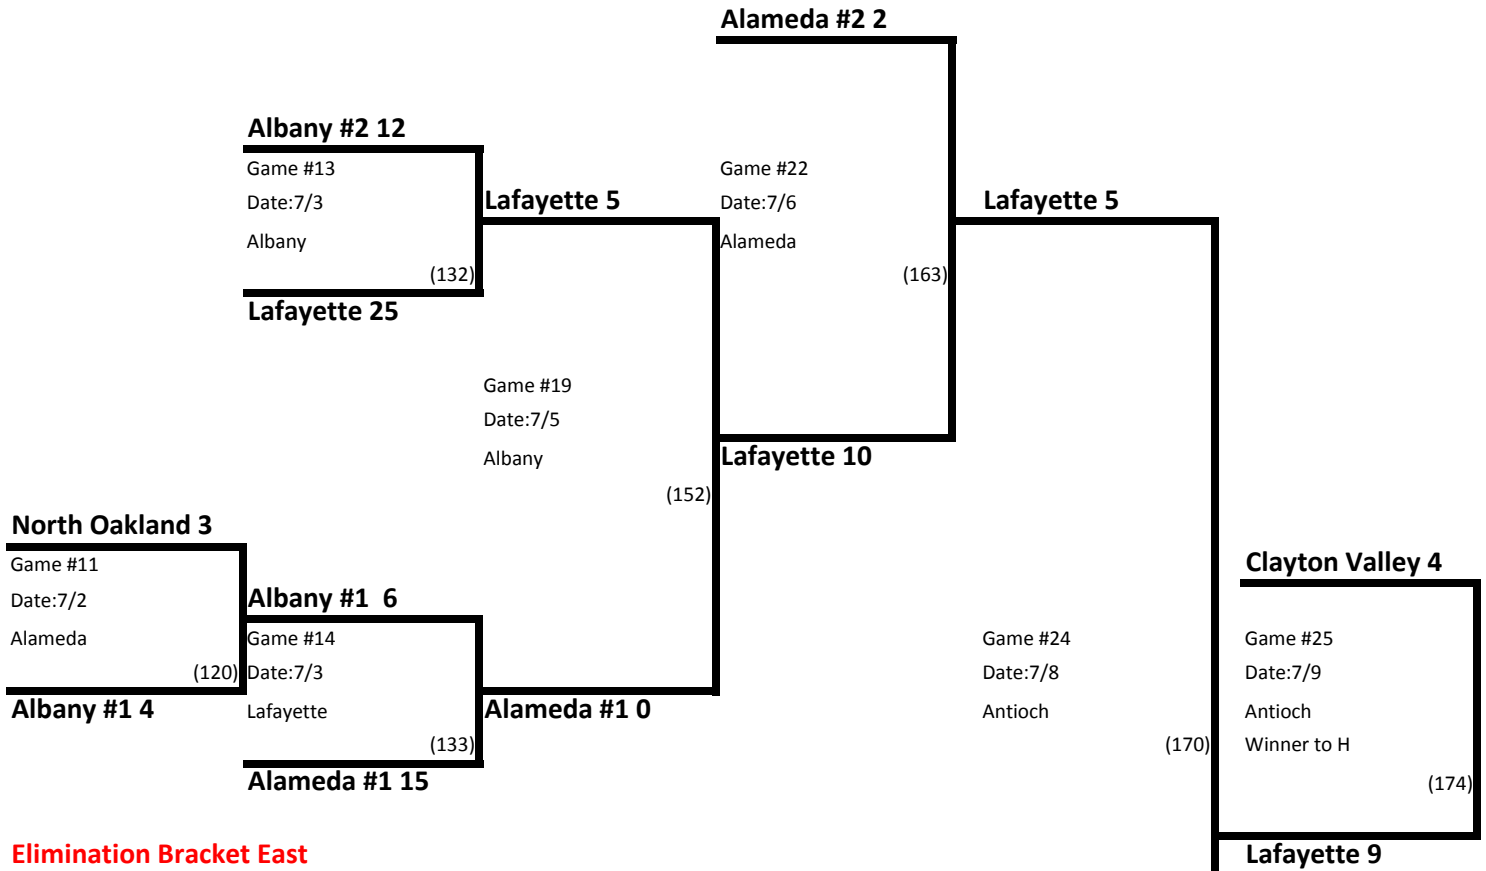 Alameda #2 2
Albany #2 12
Game #13
Date:7/3
Albany
(132)
Lafayette 25
Lafayette 5
Game #22
Date:7/6
Alameda
(163)
Lafayette 5
Game #19
Date:7/5
Albany
(152)
Lafayette 10
North Oakland 3
Game #11
Date:7/2
Alameda
(120)
Albany #1 4
Albany #1  6
Game #14
Date:7/3
Lafayette
(133)
Alameda #1 15
Alameda #1 0
Game #24
Date:7/8
Antioch
(170)
Clayton Valley 4
Game #25
Date:7/9
Antioch
Winner to H
(174)
Lafayette 9
Elimination Bracket East